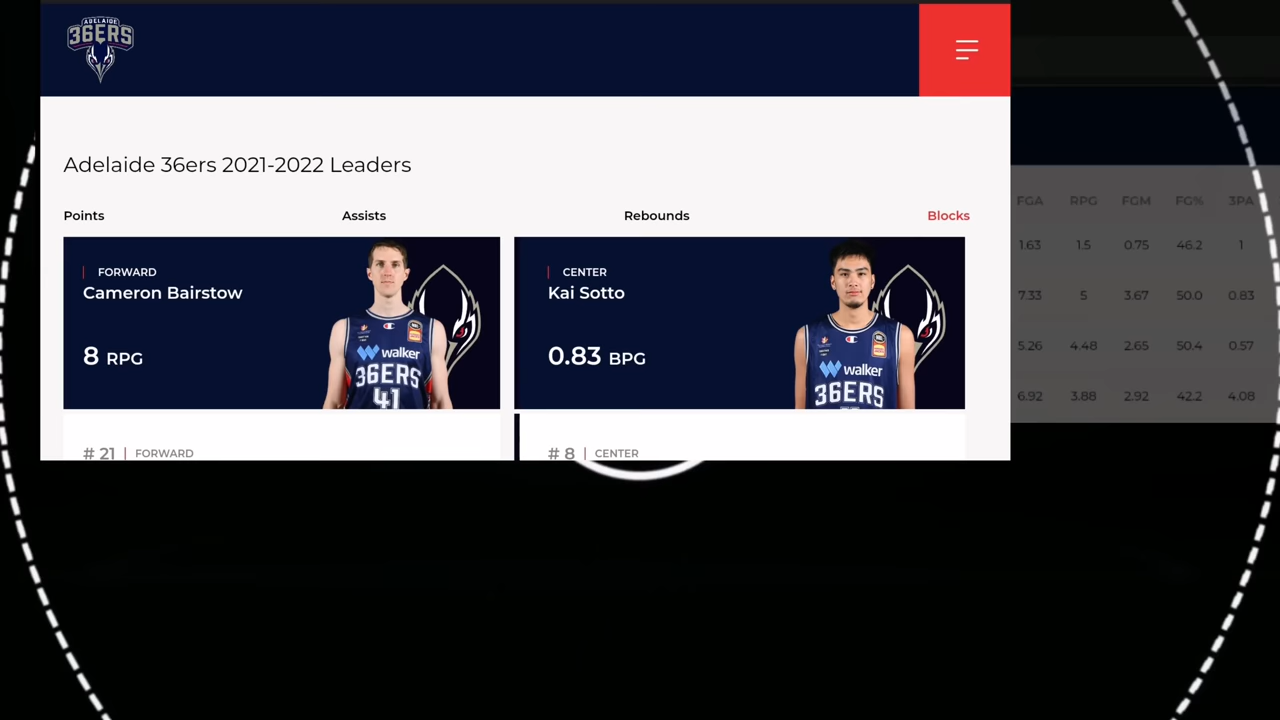 ADELAIDE
36ERS
Adelaide 36ers 2021-2022 Leaders
Points Assists Rebounds Blocks
FORWARD
Cameron Bairstow
8 RPG
walker
36ERS
41
CENTER
Kai Sotto
0.83 BPG
walker
36ERS
# 21 | FORWARD
# 8 | CENTER
FGA RPG FGM FG% 3PA
1.63 1.5 0.75 46.2 1
7.33 5 3.67 50.0 0.83
5.26 4.48 2.65 50.4 0.57
6.92 3.88 2.92 42.2 4.08